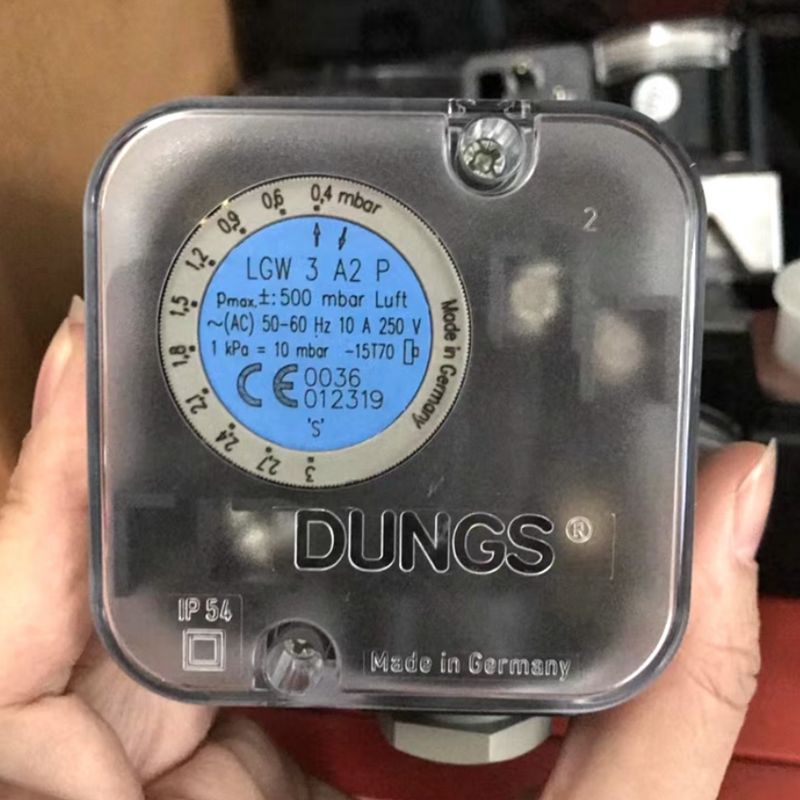 0,4 mbar
0,6
0,9
1,2
1,5
1,8
2,1
2,4
2,7
3
Made in Germany
LGW 3 A2 P
pmax.±: 500 mbar Luft
~(AC) 50-60 Hz 10 A 250 V
1 kPa = 10 mbar -15T70
CE 0036
012319
'S'
2
DUNGS®
IP 54
Made in Germany